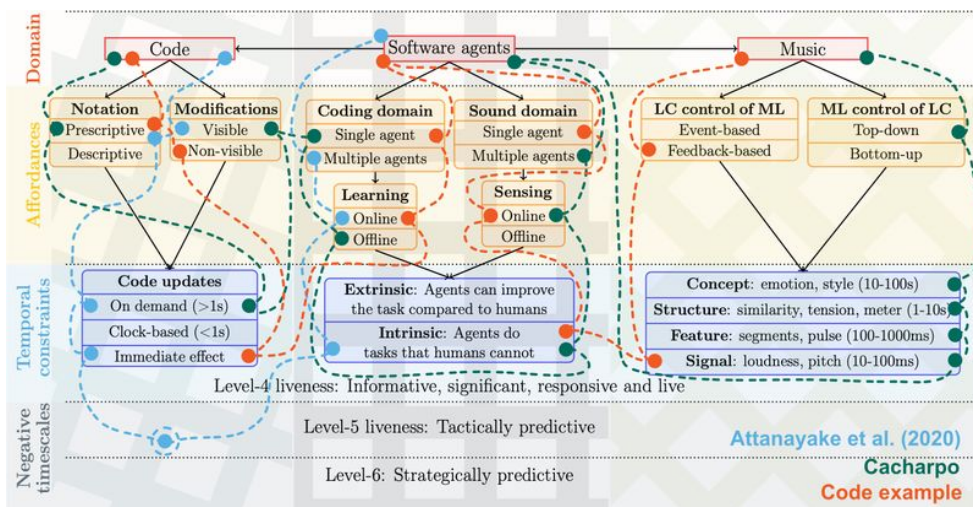 Domain
Code
Software agents
Music
Affordances
Notation
Prescriptive
Descriptive
Modifications
Visible
Non-visible
Coding domain
Single agent
Multiple agents
Learning
Online
Offline
Sound domain
Single agent
Multiple agents
Sensing
Online
Offline
LC control of ML
Event-based
Feedback-based
ML control of LC
Top-down
Bottom-up
Temporal
constraints
Code updates
On demand (>1s)
Clock-based (<1s)
Immediate effect
Extrinsic: Agents can improve
the task compared to humans
Intrinsic: Agents do
tasks that humans cannot
Concept: emotion, style (10-100s)
Structure: similarity, tension, meter (1-10s)
Feature: segments, pulse (100-1000ms)
Signal: loudness, pitch (10-100ms)
Level-4 liveness: Informative, significant, responsive and live
Negative
timescales
Level-5 liveness: Tactically predictive
Level-6: Strategically predictive
Attanayake et al. (2020)
Cacharpo
Code example